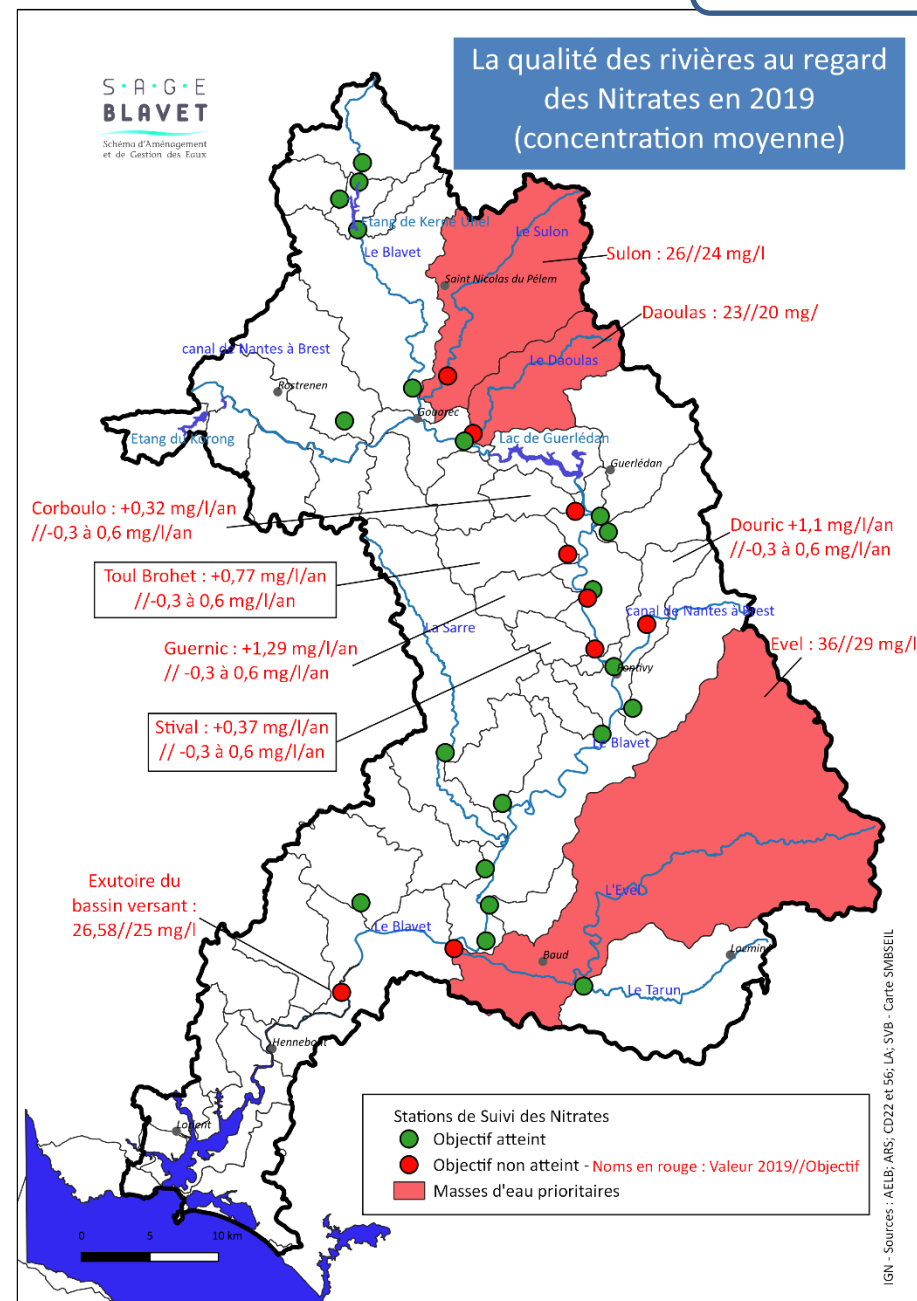 S·A·G·E
BLAVET
Schéma d'Aménagement
et de Gestion des Eaux
La qualité des rivières au regard
des Nitrates en 2019
(concentration moyenne)
Etang de Kerné Uhel
Le Sulon
Le Blavet
Sulon : 26//24 mg/l
Saint Nicolas du Pélem
Daoulas : 23//20 mg/
canal de Nantes à Brest
Le Daoulas
Rostrenen
Gouarec
Etang du Korong
Lac de Guerlédan
Guerlédan
Corboulo : +0,32 mg/l/an
//-0,3 à 0,6 mg/l/an
Douric +1,1 mg/l/an
//-0,3 à 0,6 mg/l/an
Toul Brohet : +0,77 mg/l/an
//-0,3 à 0,6 mg/l/an
canal de Nantes à Brest
La Sarre
Guernic : +1,29 mg/l/an
// -0,3 à 0,6 mg/l/an
Evel : 36//29 mg/l
Pontivy
Stival : +0,37 mg/l/an
// -0,3 à 0,6 mg/l/an
Le Blavet
Exutoire du
bassin versant :
26,58//25 mg/l
L'Evel
Le Blavet
Baud
Locmin
Le Tarun
Hennebont
Lorient
Stations de Suivi des Nitrates
Objectif atteint
Objectif non atteint - Noms en rouge : Valeur 2019//Objectif
Masses d'eau prioritaires
0 5 10 km
IGN - Sources : AELB; ARS; CD22 et 56; LA; SVB - Carte SMBSEIL